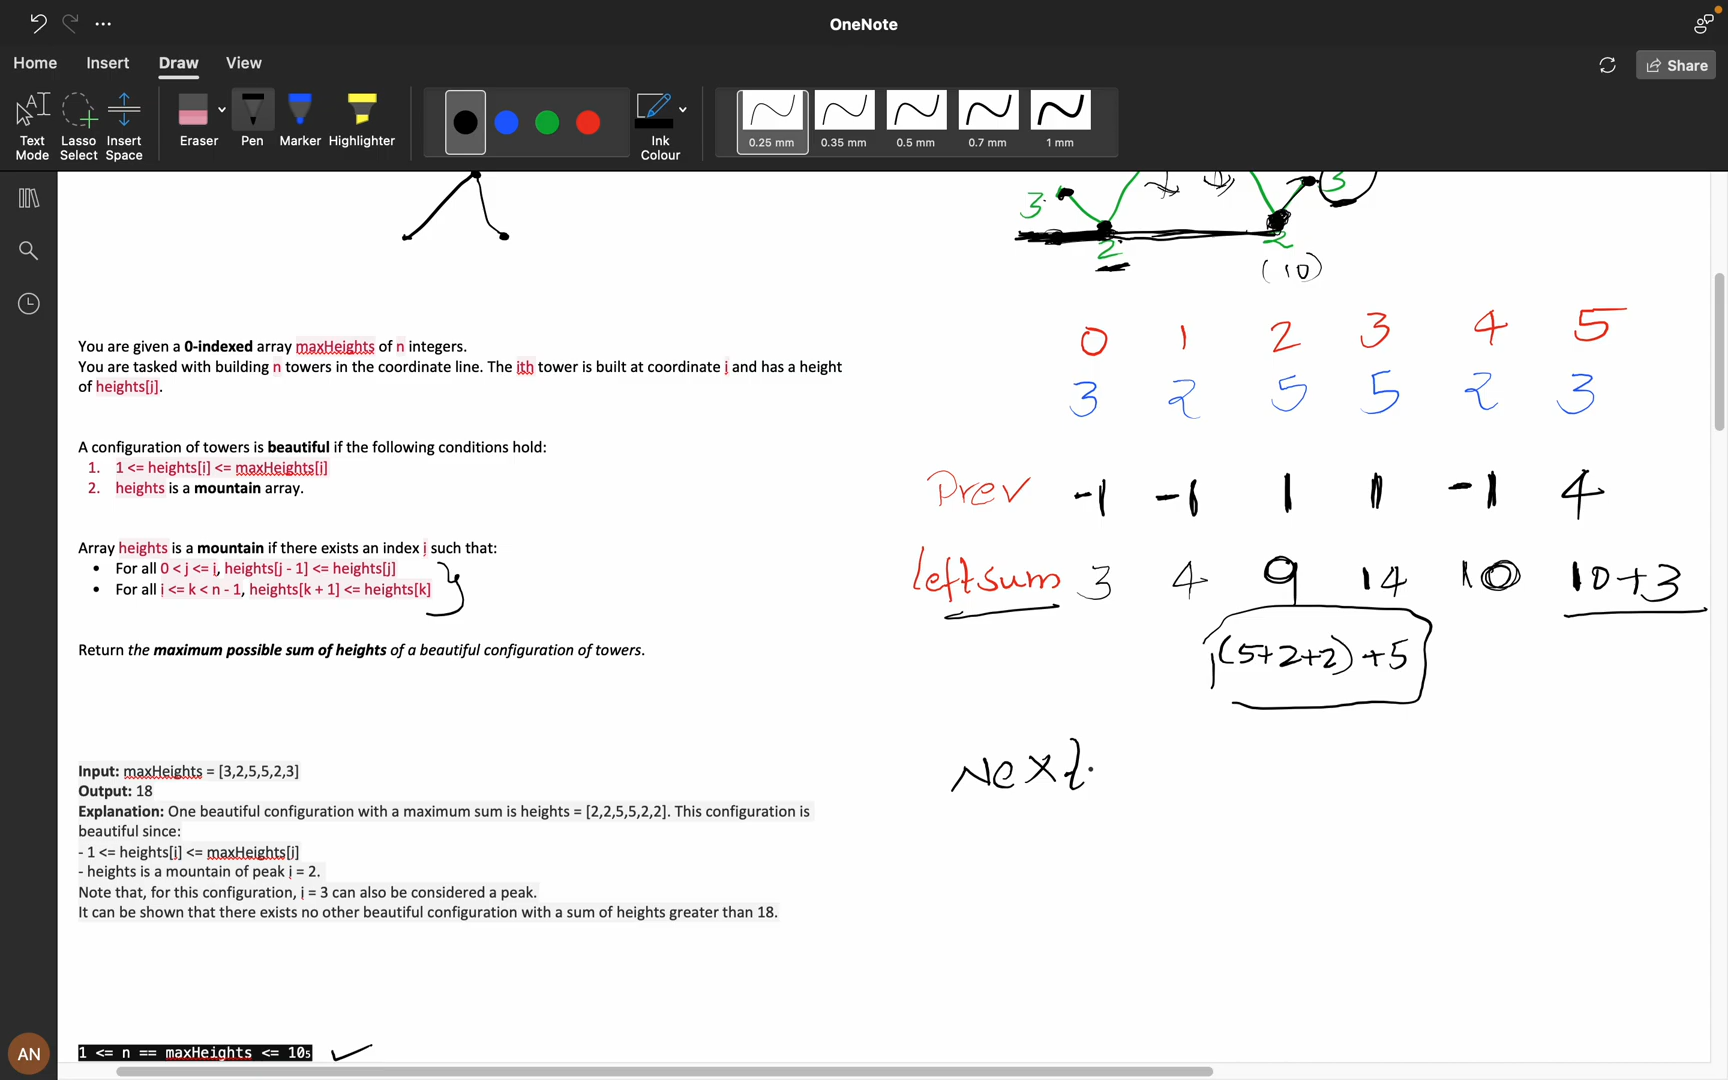 OneNote
Home Insert Draw View
Share
Text Mode
Lasso Select
Insert Space
Eraser
Pen
Marker
Highlighter
Ink Colour
0.25 mm
0.35 mm
0.5 mm
0.7 mm
1 mm
3
3
2
2
(10)
You are given a 0-indexed array maxHeights of n integers.
You are tasked with building n towers in the coordinate line. The ith tower is built at coordinate i and has a height
of heights[i].
A configuration of towers is beautiful if the following conditions hold:
1. 1 <= heights[i] <= maxHeights[i]
2. heights is a mountain array.
Array heights is a mountain if there exists an index i such that:
• For all 0 < j <= i, heights[j - 1] <= heights[j]
• For all i <= k < n - 1, heights[k + 1] <= heights[k]
Return the maximum possible sum of heights of a beautiful configuration of towers.
Input: maxHeights = [3,2,5,5,2,3]
Output: 18
Explanation: One beautiful configuration with a maximum sum is heights = [2,2,5,5,2,2]. This configuration is
beautiful since:
- 1 <= heights[i] <= maxHeights[i]
- heights is a mountain of peak i = 2.
Note that, for this configuration, i = 3 can also be considered a peak.
It can be shown that there exists no other beautiful configuration with a sum of heights greater than 18.
1 <= n == maxHeights <= 105
0 1 2 3 4 5
3 2 5 5 2 3
Prev -1 -1 1 1 -1 4
leftsum 3 4 9 14 10 10+3
(5+2+2)+5
Next
AN